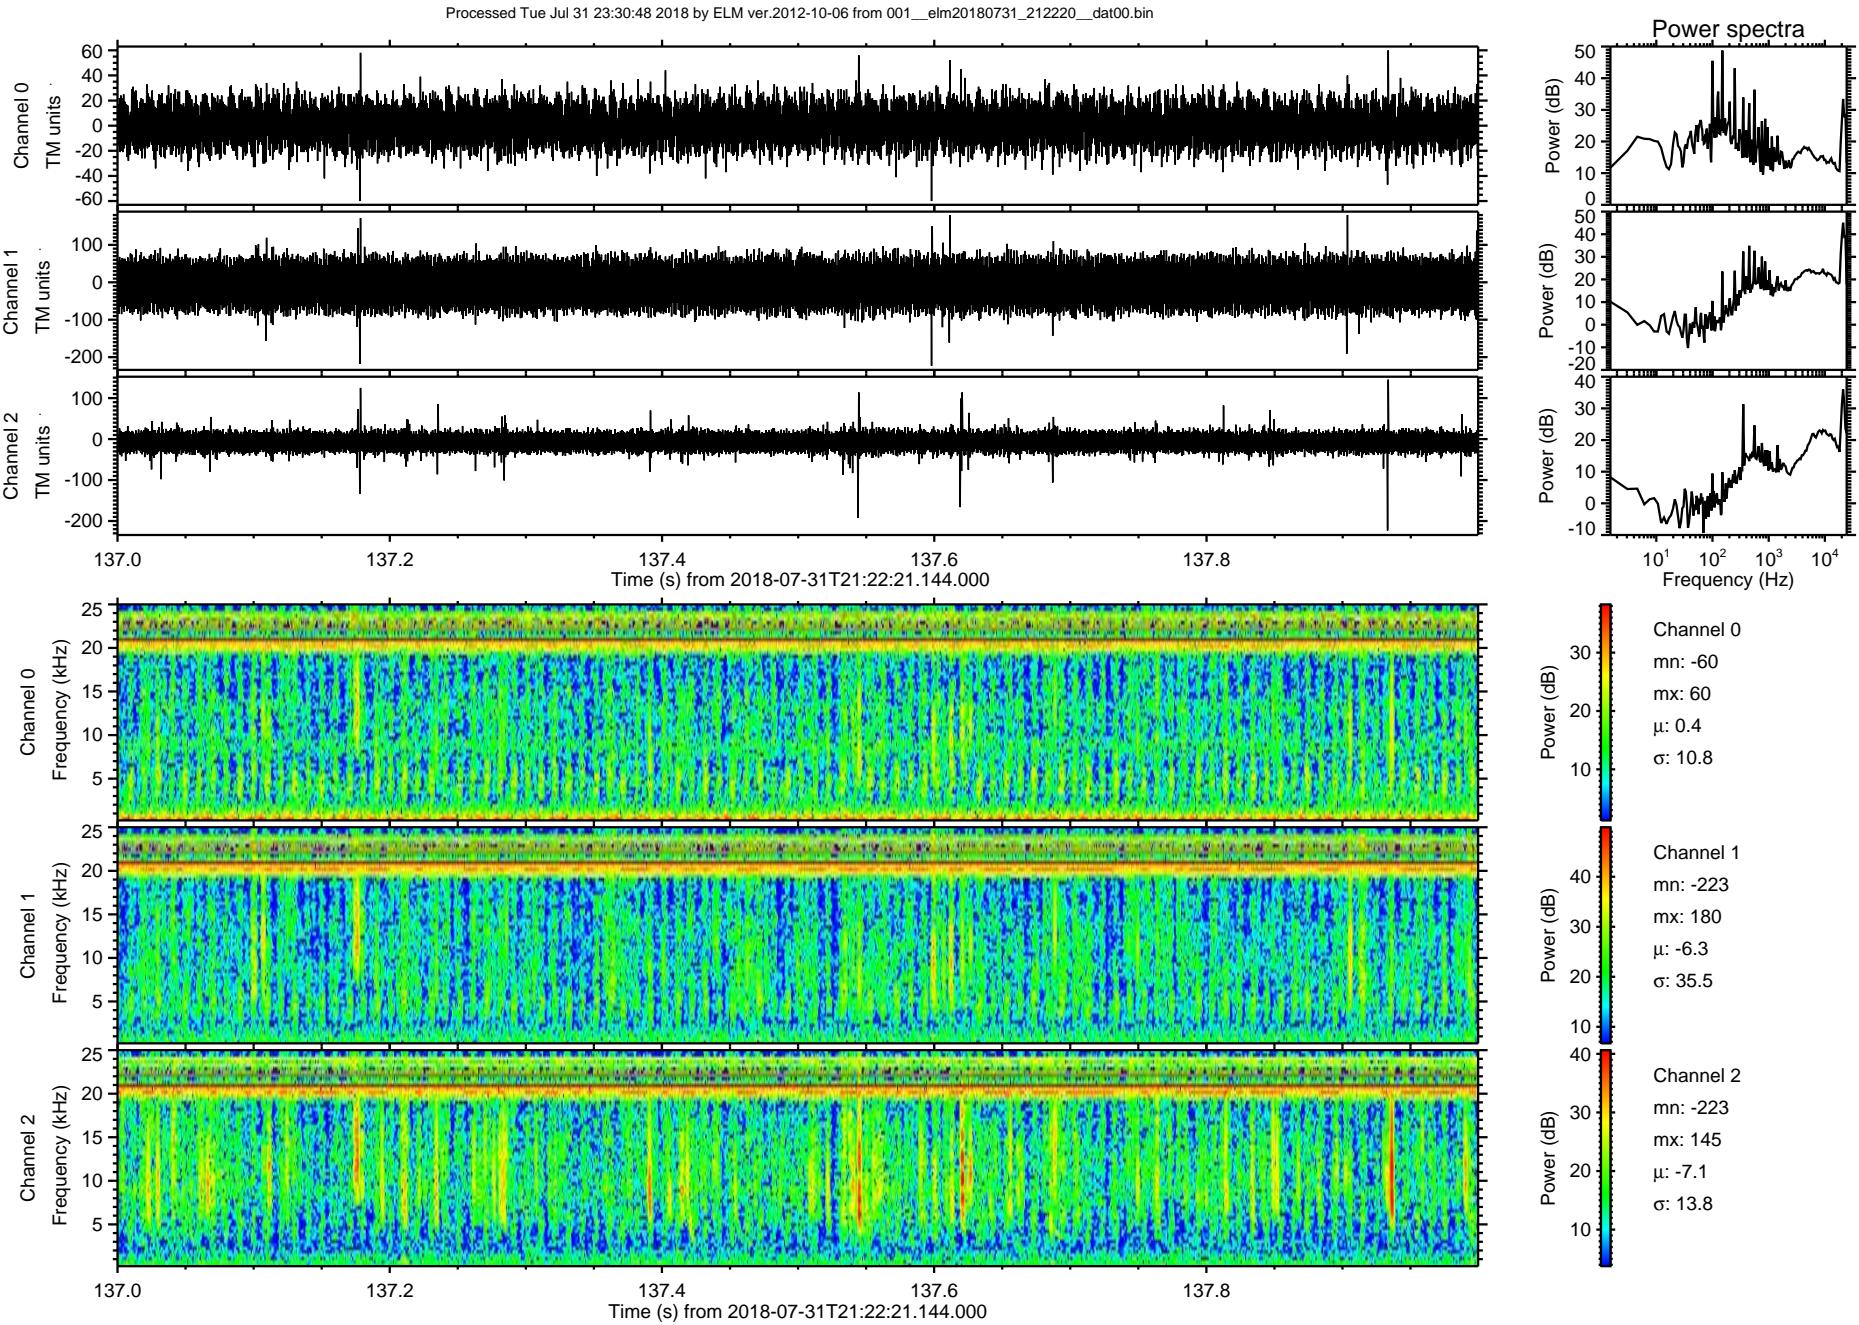 Processed Tue Jul 31 23:30:48 2018 by ELM ver.2012-10-06 from 001__elm20180731_212220__dat00.bin
Power spectra
Channel 0
TM units
60
40
20
0
-20
-40
-60
Power (dB)
50
40
30
20
10
0
Channel 1
TM units
100
0
-100
-200
Power (dB)
50
40
30
20
10
0
-10
-20
Channel 2
TM units
100
0
-100
-200
Power (dB)
40
30
20
10
0
-10
137.0 137.2 137.4 137.6 137.8
Time (s) from 2018-07-31T21:22:21.144.000
10^1 10^2 10^3 10^4
Frequency (Hz)
Channel 0
Frequency (kHz)
25
20
15
10
5
Power (dB)
30
20
10
Channel 0
mn: -60
mx: 60
μ: 0.4
σ: 10.8
Channel 1
Frequency (kHz)
25
20
15
10
5
Power (dB)
40
30
20
10
Channel 1
mn: -223
mx: 180
μ: -6.3
σ: 35.5
Channel 2
Frequency (kHz)
25
20
15
10
5
Power (dB)
40
30
20
10
Channel 2
mn: -223
mx: 145
μ: -7.1
σ: 13.8
137.0 137.2 137.4 137.6 137.8
Time (s) from 2018-07-31T21:22:21.144.000